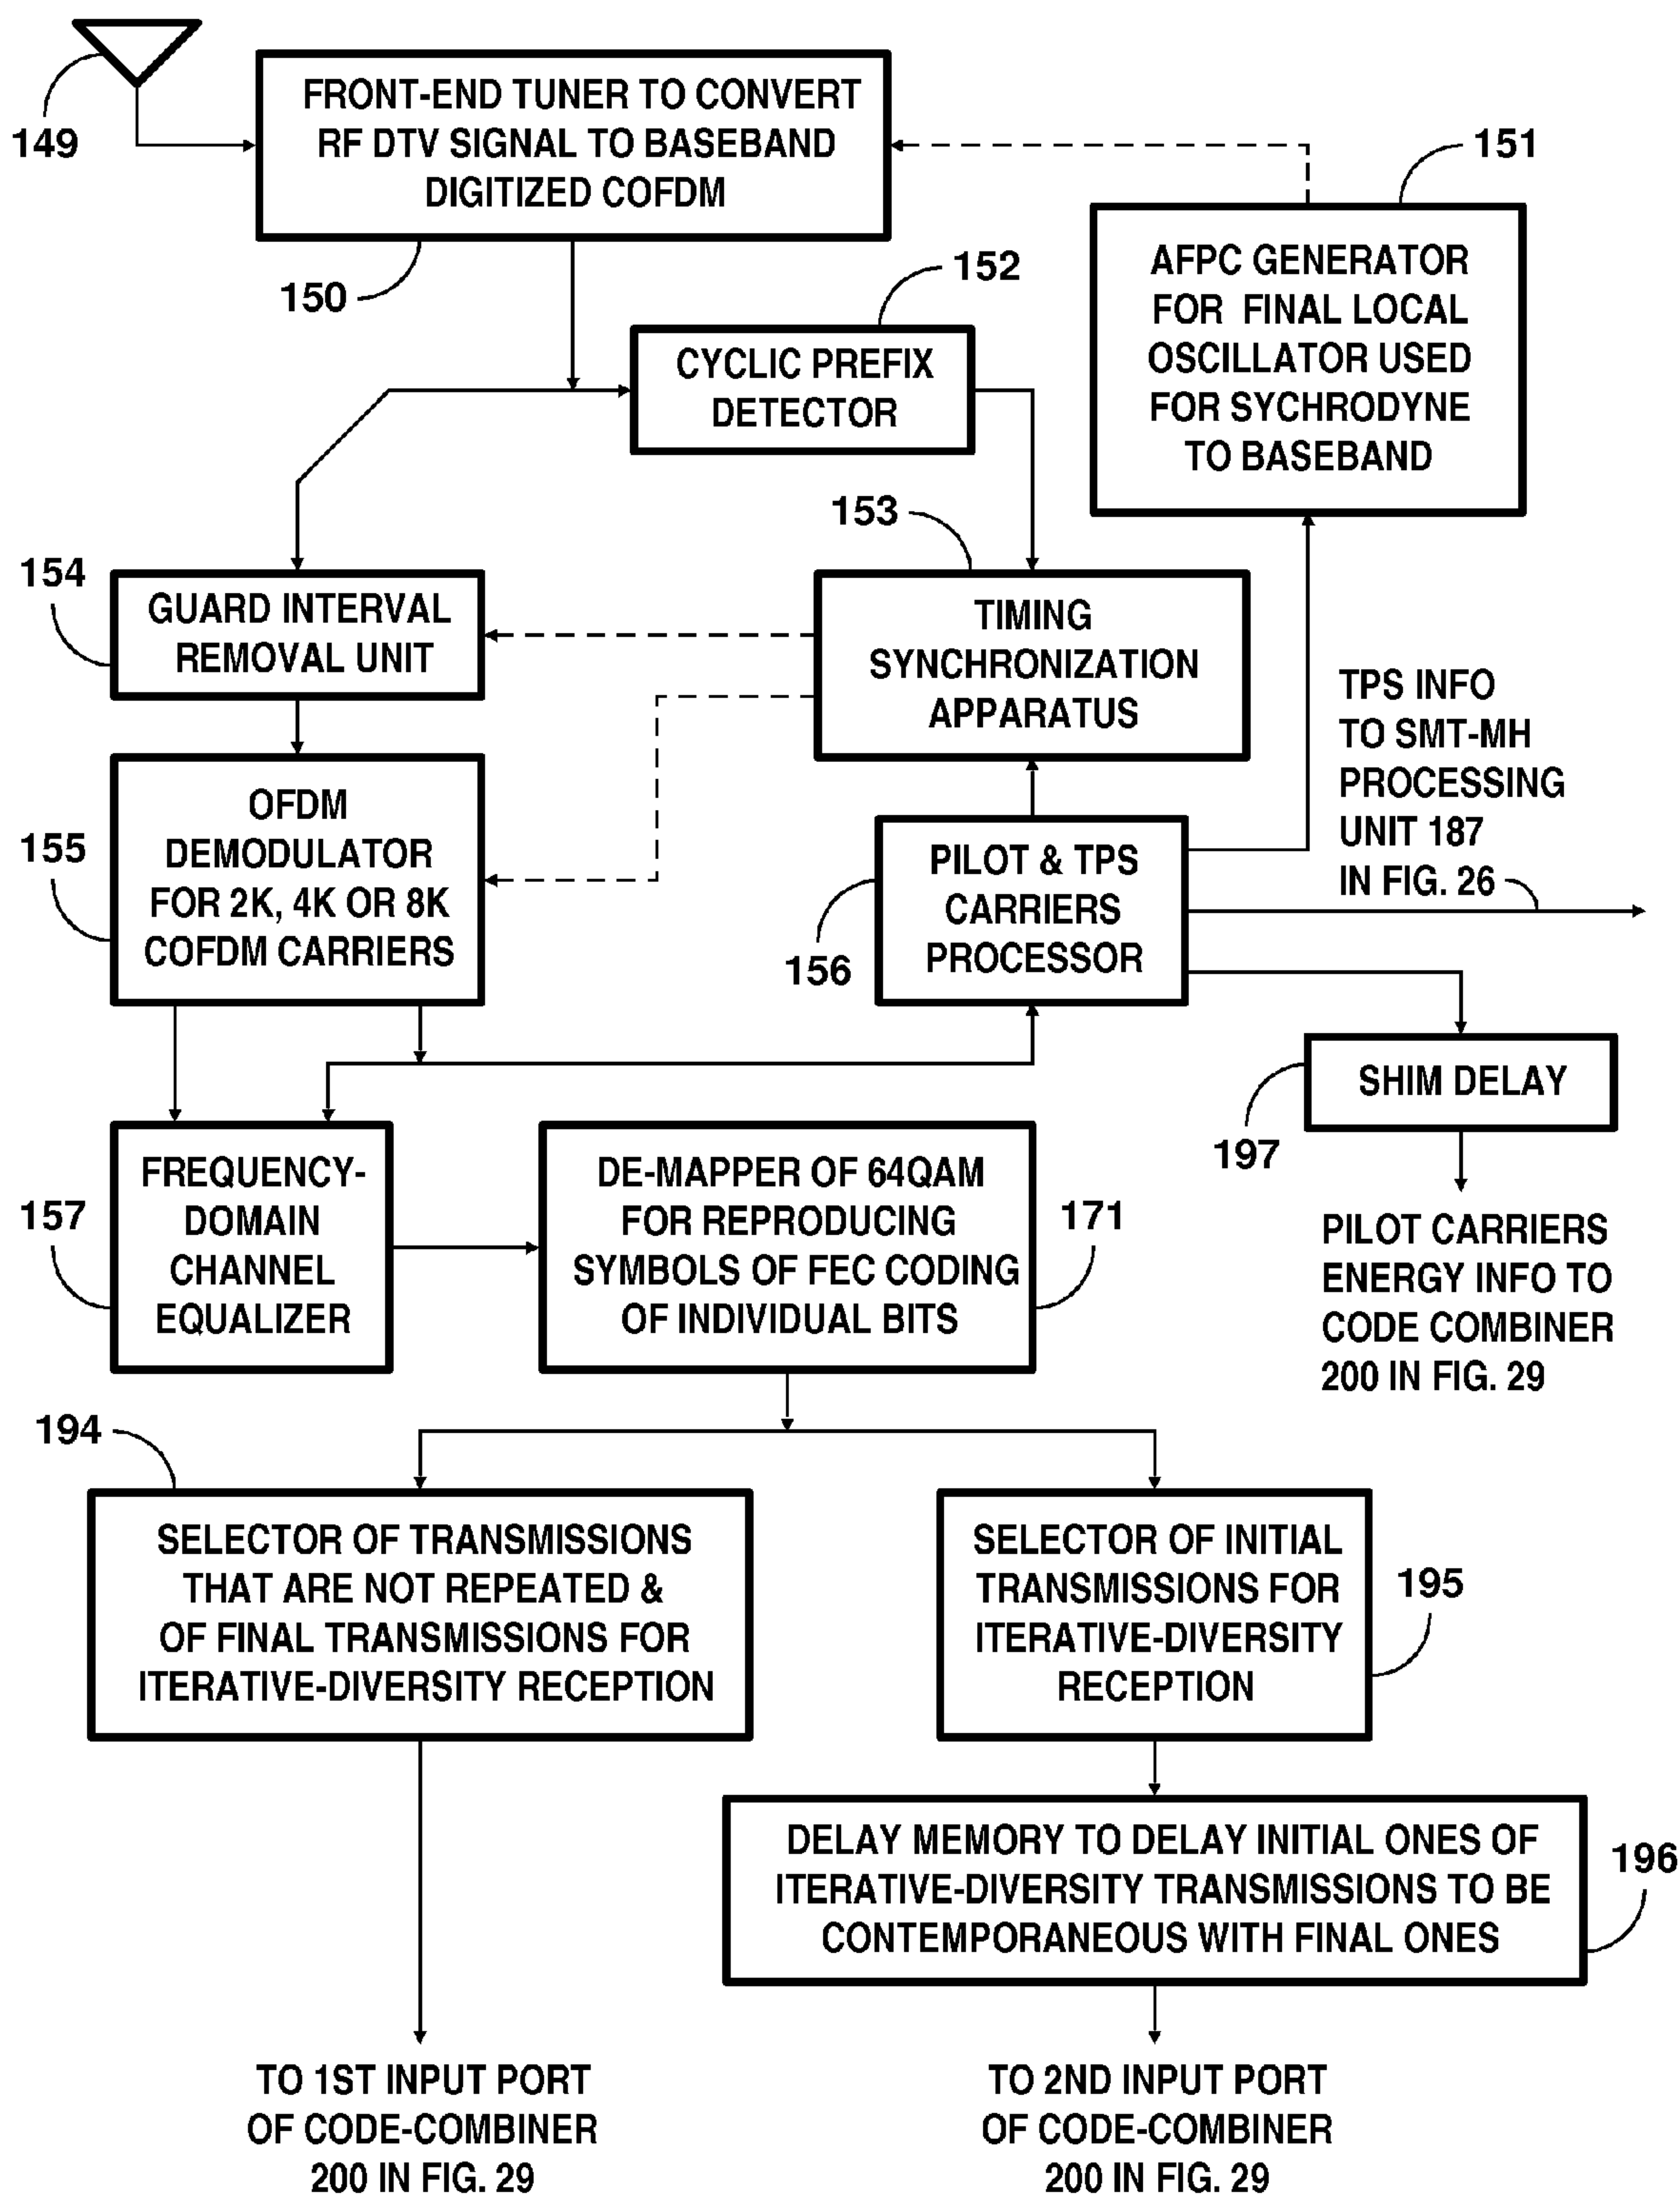 149
FRONT-END TUNER TO CONVERT
RF DTV SIGNAL TO BASEBAND
DIGITIZED COFDM
150
151
AFPC GENERATOR
FOR FINAL LOCAL
OSCILLATOR USED
FOR SYCHRODYNE
TO BASEBAND
152
CYCLIC PREFIX
DETECTOR
153
TIMING
SYNCHRONIZATION
APPARATUS
154
GUARD INTERVAL
REMOVAL UNIT
155
OFDM
DEMODULATOR
FOR 2K, 4K OR 8K
COFDM CARRIERS
156
PILOT & TPS
CARRIERS
PROCESSOR
TPS INFO
TO SMT-MH
PROCESSING
UNIT 187
IN FIG. 26
SHIM DELAY
197
PILOT CARRIERS
ENERGY INFO TO
CODE COMBINER
200 IN FIG. 29
157
FREQUENCY-
DOMAIN
CHANNEL
EQUALIZER
DE-MAPPER OF 64QAM
FOR REPRODUCING
SYMBOLS OF FEC CODING
OF INDIVIDUAL BITS
171
194
SELECTOR OF TRANSMISSIONS
THAT ARE NOT REPEATED &
OF FINAL TRANSMISSIONS FOR
ITERATIVE-DIVERSITY RECEPTION
SELECTOR OF INITIAL
TRANSMISSIONS FOR
ITERATIVE-DIVERSITY
RECEPTION
195
DELAY MEMORY TO DELAY INITIAL ONES OF
ITERATIVE-DIVERSITY TRANSMISSIONS TO BE
CONTEMPORANEOUS WITH FINAL ONES
196
TO 1ST INPUT PORT
OF CODE-COMBINER
200 IN FIG. 29
TO 2ND INPUT PORT
OF CODE-COMBINER
200 IN FIG. 29